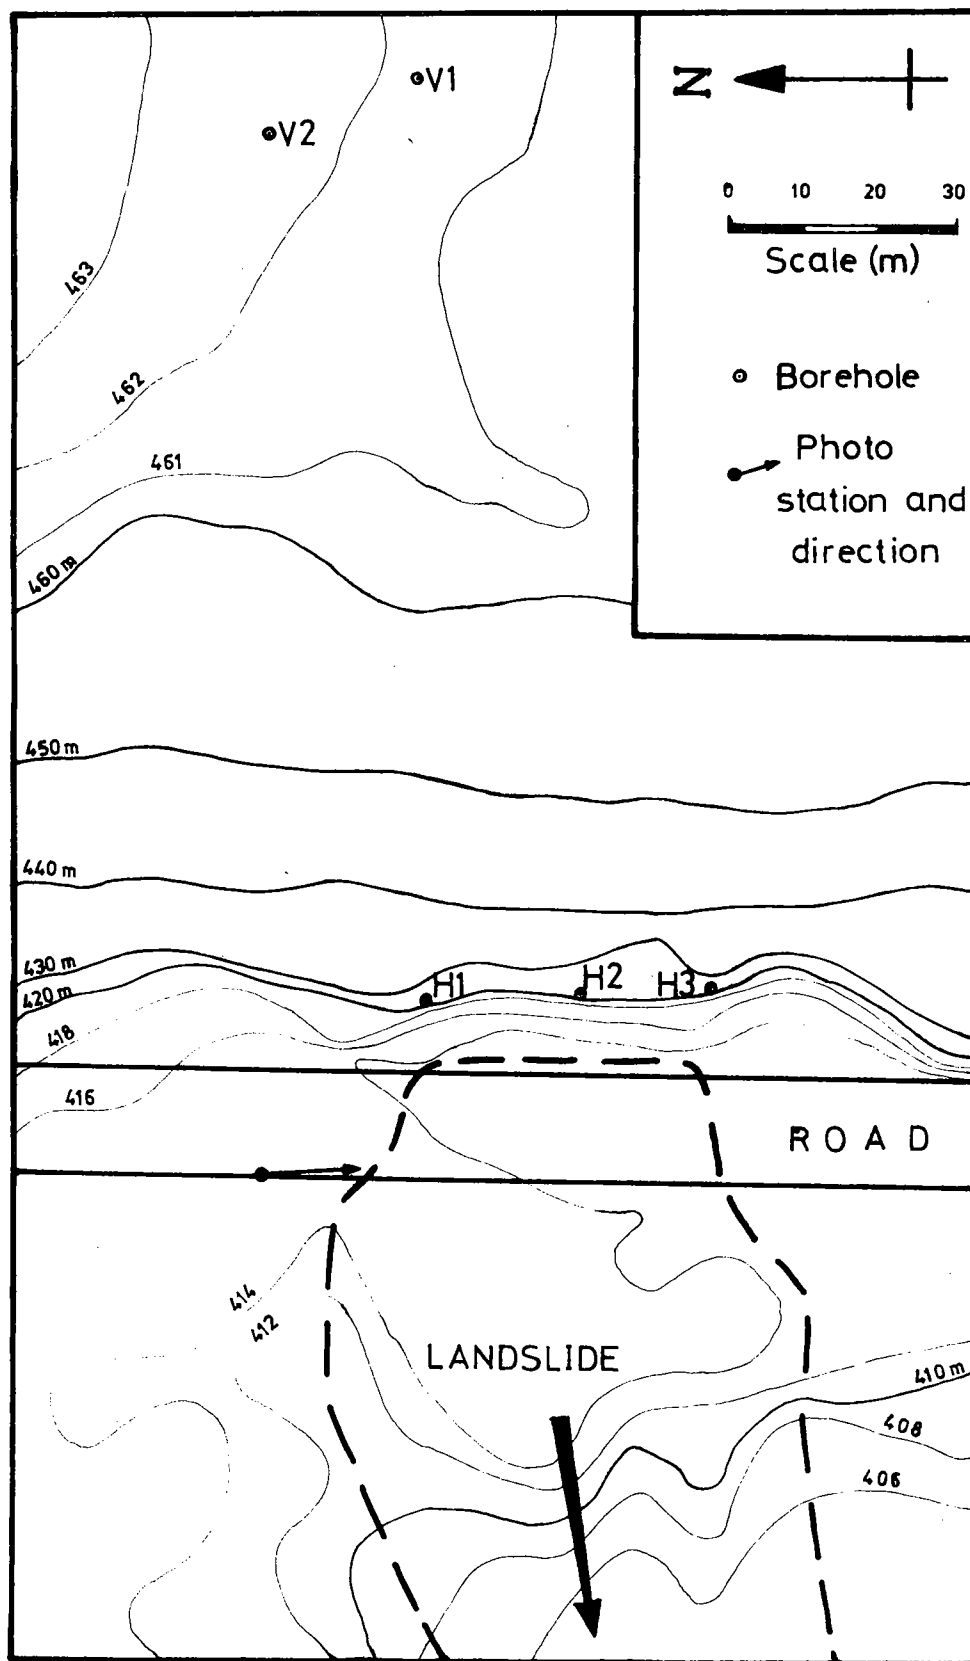 V1
V2
N
0 10 20 30
Scale (m)
Borehole
Photo
station and
direction
463
462
461
460 m
450 m
440 m
430 m
420 m
418
416
H1
H2
H3
ROAD
414
412
LANDSLIDE
410 m
408
406